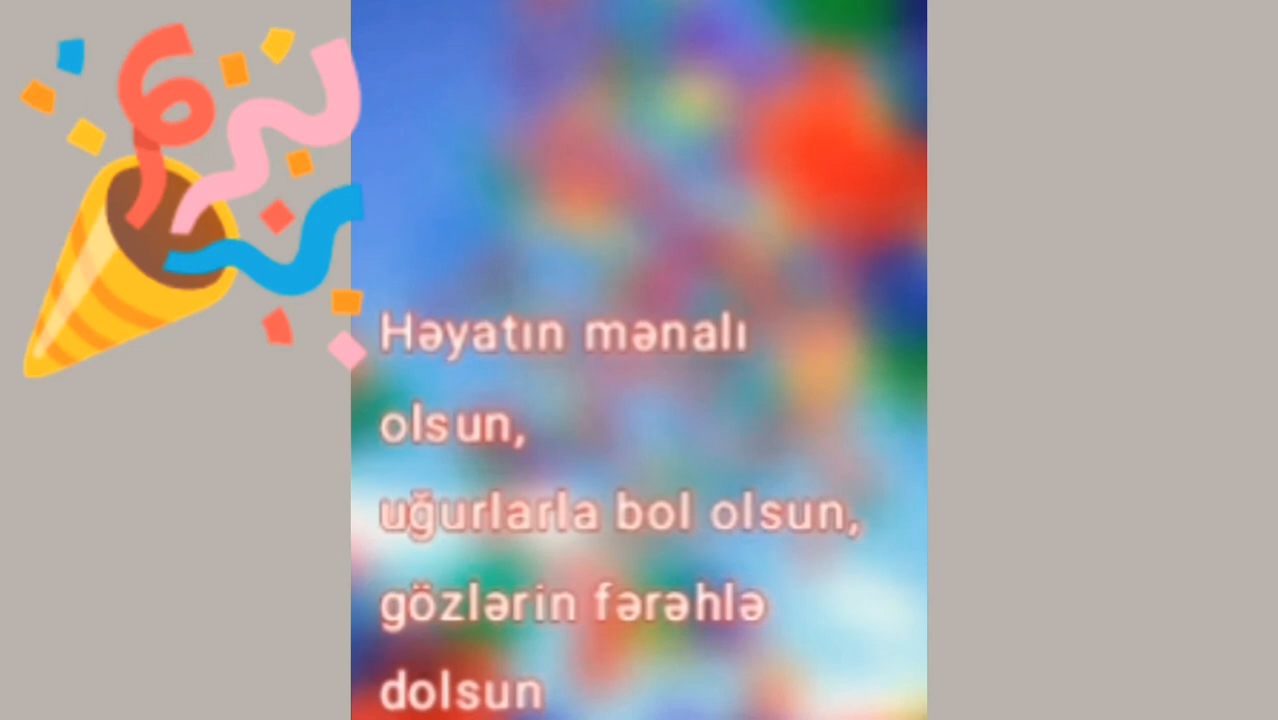 Həyatın mənalı
olsun,
uğurlarla bol olsun,
gözlərin fərəhlə
dolsun